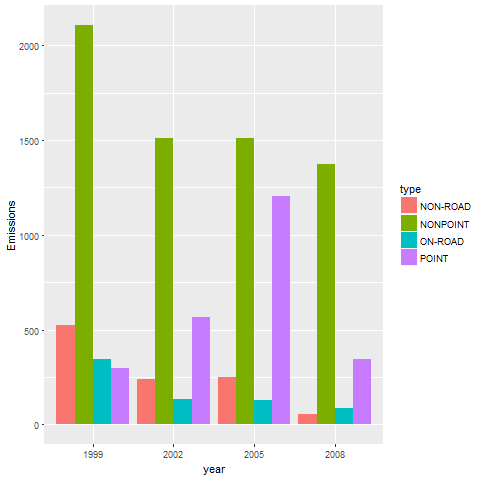 2000
1500
1000
500
0
Emissions
1999 2002 2005 2008
year
type
NON-ROAD
NONPOINT
ON-ROAD
POINT